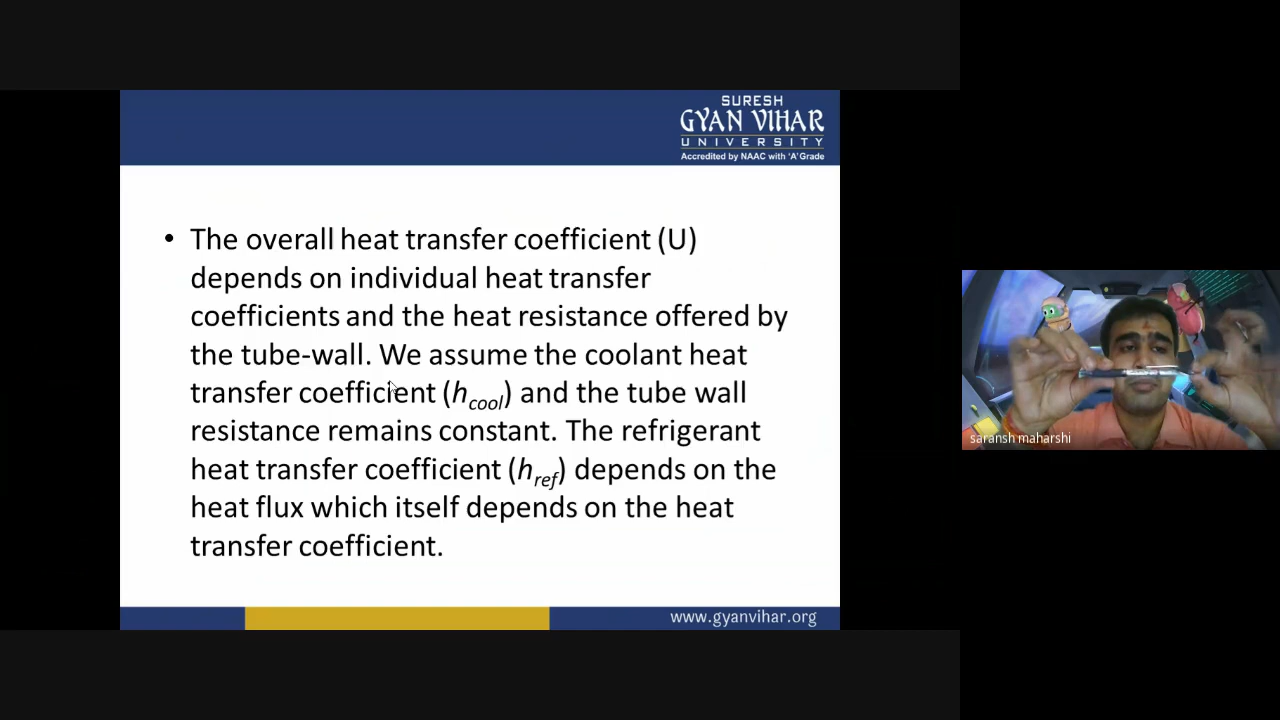 SURESH
GYAN VIHAR
UNIVERSITY
Accredited by NAAC with 'A' Grade
• The overall heat transfer coefficient (U)
depends on individual heat transfer
coefficients and the heat resistance offered by
the tube-wall. We assume the coolant heat
transfer coefficient (hcool) and the tube wall
resistance remains constant. The refrigerant
heat transfer coefficient (href) depends on the
heat flux which itself depends on the heat
transfer coefficient.
saransh maharshi
www.gyanvihar.org